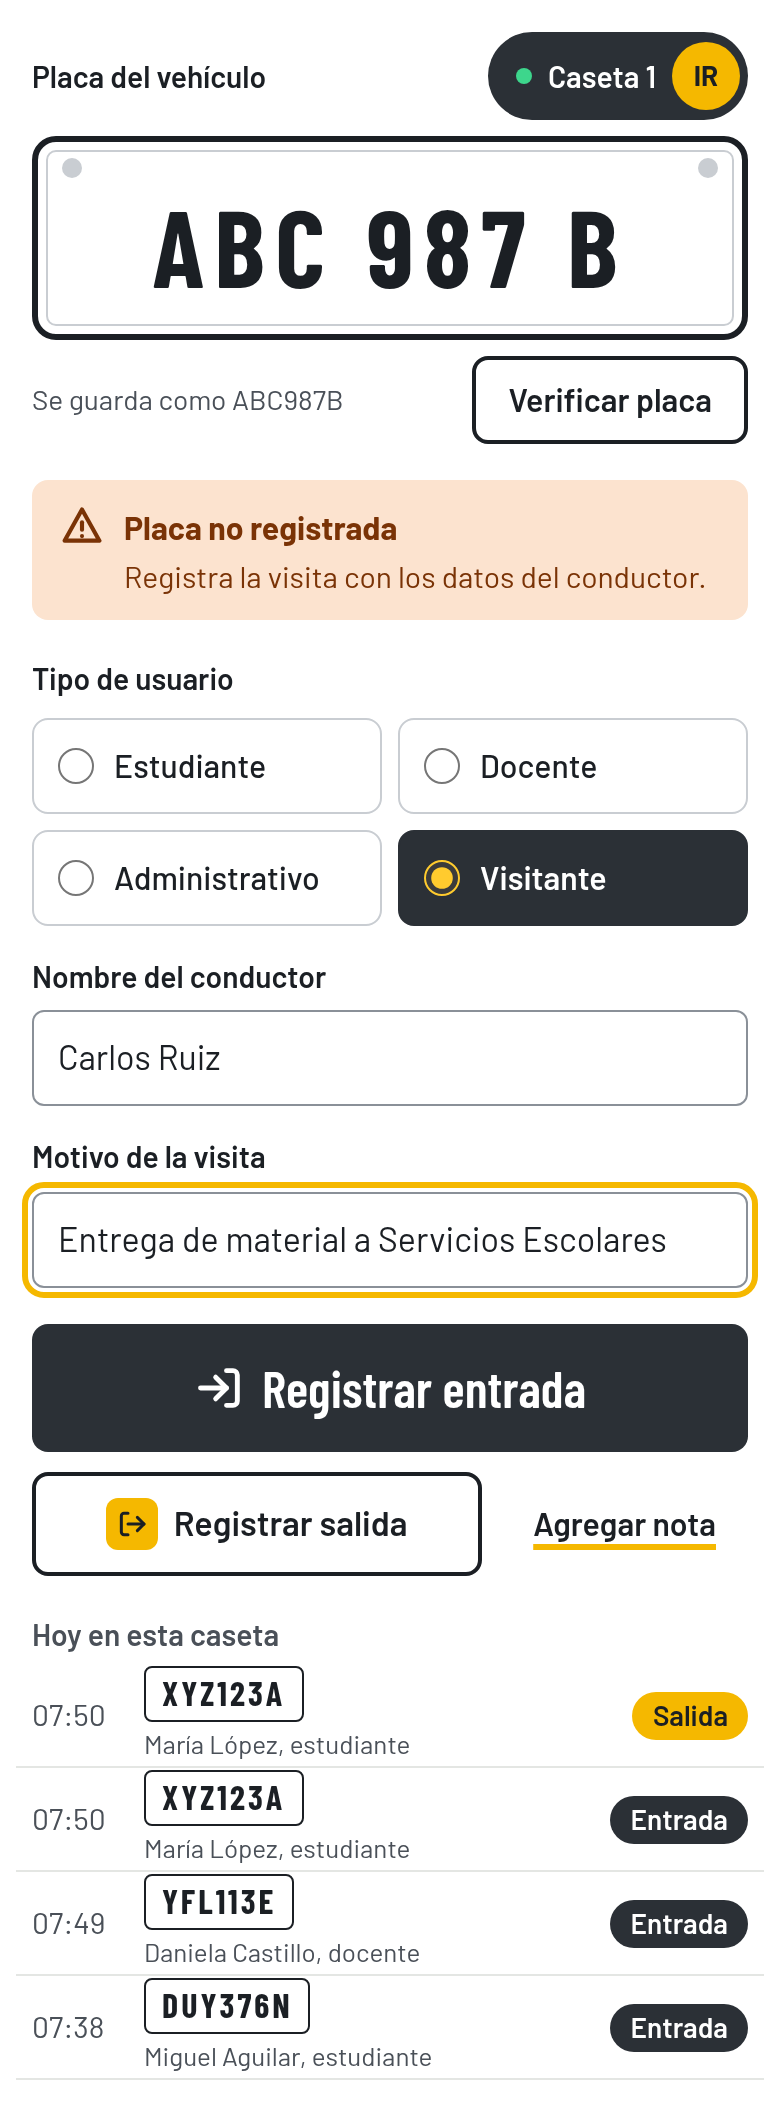 Placa del vehículo
Caseta 1
IR
ABC 987 B
Se guarda como ABC987B
Verificar placa
Placa no registrada
Registra la visita con los datos del conductor.
Tipo de usuario
Estudiante
Docente
Administrativo
Visitante
Nombre del conductor
Carlos Ruiz
Motivo de la visita
Entrega de material a Servicios Escolares
Registrar entrada
Registrar salida
Agregar nota
Hoy en esta caseta
07:50
XYZ123A
María López, estudiante
Salida
07:50
XYZ123A
María López, estudiante
Entrada
07:49
YFL113E
Daniela Castillo, docente
Entrada
07:38
DUY376N
Miguel Aguilar, estudiante
Entrada